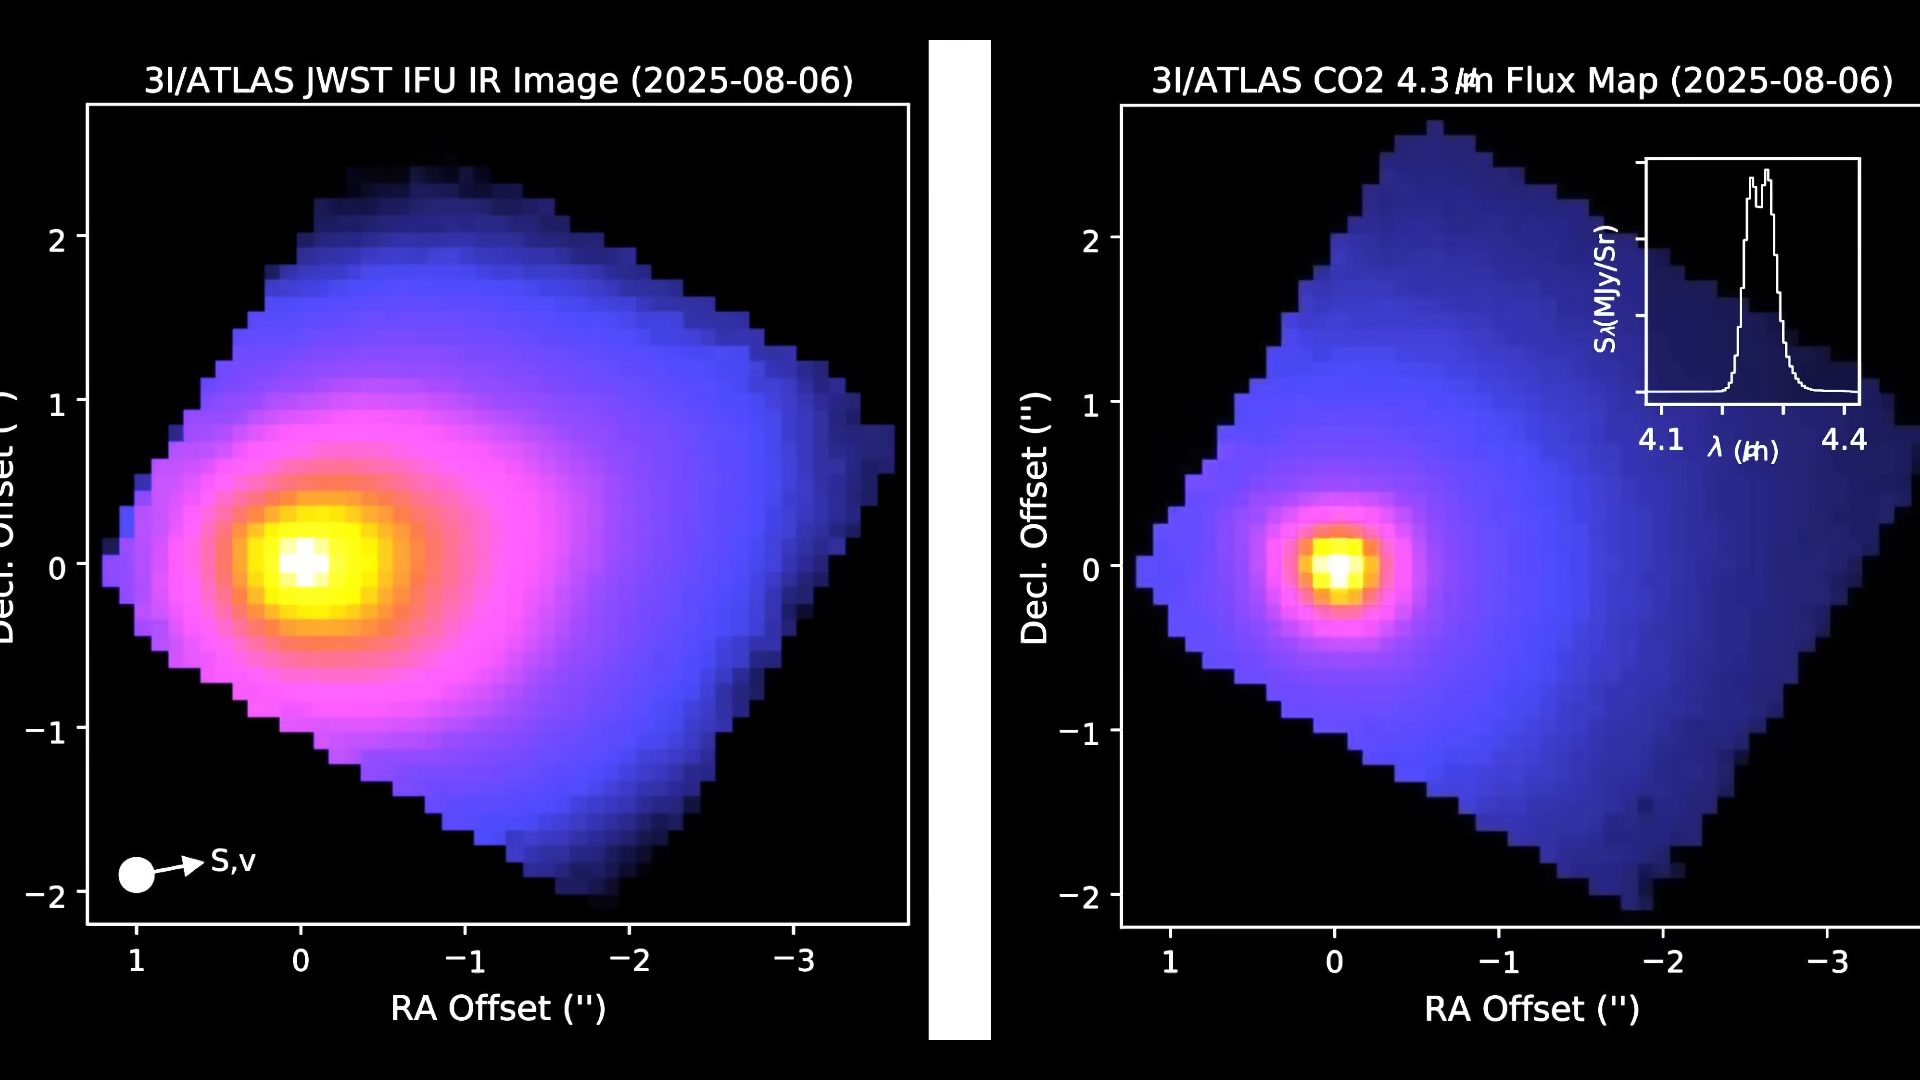 3I/ATLAS JWST IFU IR Image (2025-08-06)
2
1
0
−1
−2
Decl. Offset ('')
S,v
1
0
−1
−2
−3
RA Offset ('')
3I/ATLAS CO2 4.3 μm Flux Map (2025-08-06)
2
1
0
−1
−2
Decl. Offset ('')
Sλ(MJy/Sr)
4.1
4.4
λ (μm)
1
0
−1
−2
−3
RA Offset ('')